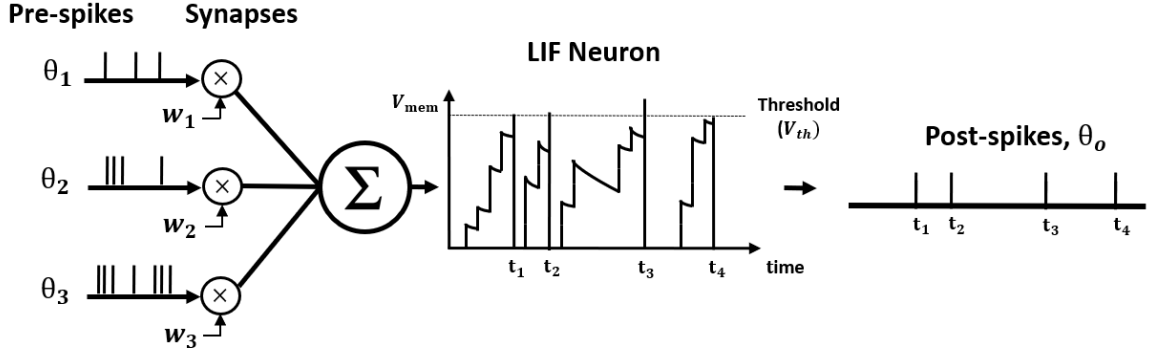 Pre-spikes
Synapses
θ1
×
w1
θ2
×
w2
θ3
×
w3
Σ
LIF Neuron
Vmem
Threshold
(Vth)
t1 t2 t3 t4 time
Post-spikes, θo
t1 t2 t3 t4